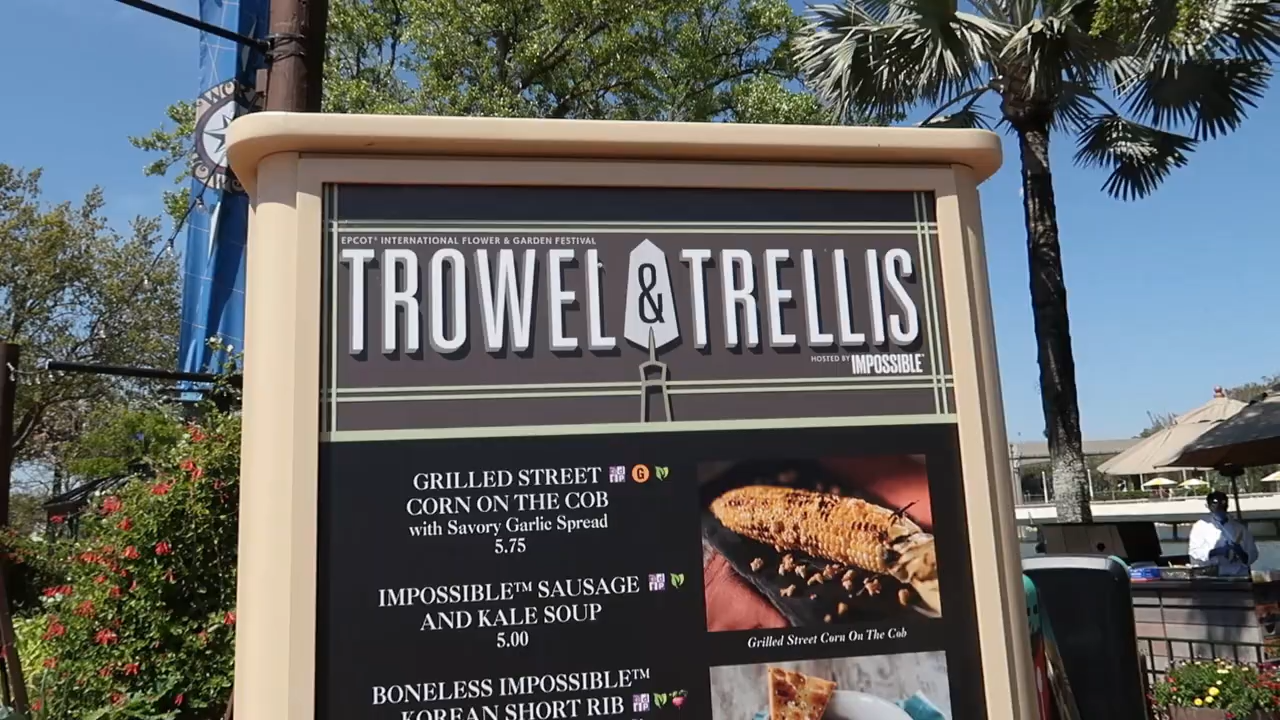 EPCOT® INTERNATIONAL FLOWER & GARDEN FESTIVAL
TROWEL & TRELLIS
HOSTED BY IMPOSSIBLE™
GRILLED STREET
CORN ON THE COB
with Savory Garlic Spread
5.75
IMPOSSIBLE™ SAUSAGE
AND KALE SOUP
5.00
BONELESS IMPOSSIBLE™
KOREAN SHORT RIB
Grilled Street Corn On The Cob